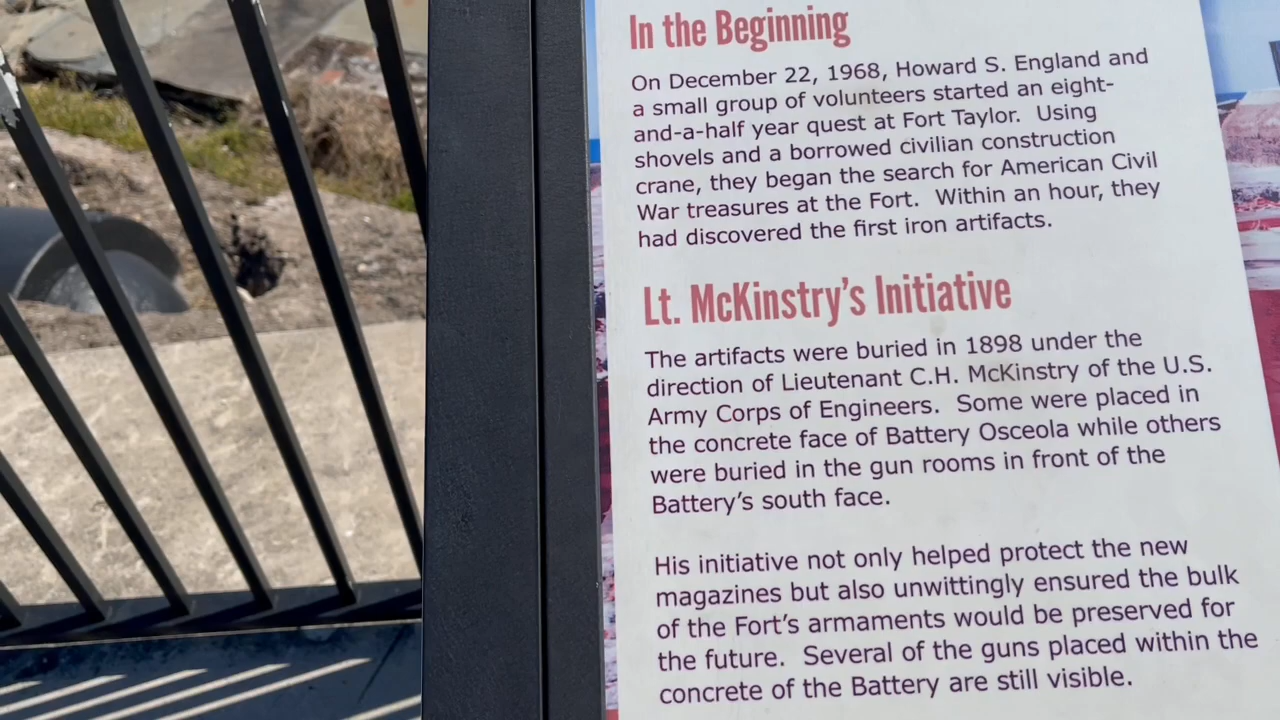 In the Beginning
On December 22, 1968, Howard S. England and
a small group of volunteers started an eight-
and-a-half year quest at Fort Taylor. Using
shovels and a borrowed civilian construction
crane, they began the search for American Civil
War treasures at the Fort. Within an hour, they
had discovered the first iron artifacts.
Lt. McKinstry's Initiative
The artifacts were buried in 1898 under the
direction of Lieutenant C.H. McKinstry of the U.S.
Army Corps of Engineers. Some were placed in
the concrete face of Battery Osceola while others
were buried in the gun rooms in front of the
Battery's south face.
His initiative not only helped protect the new
magazines but also unwittingly ensured the bulk
of the Fort's armaments would be preserved for
the future. Several of the guns placed within the
concrete of the Battery are still visible.